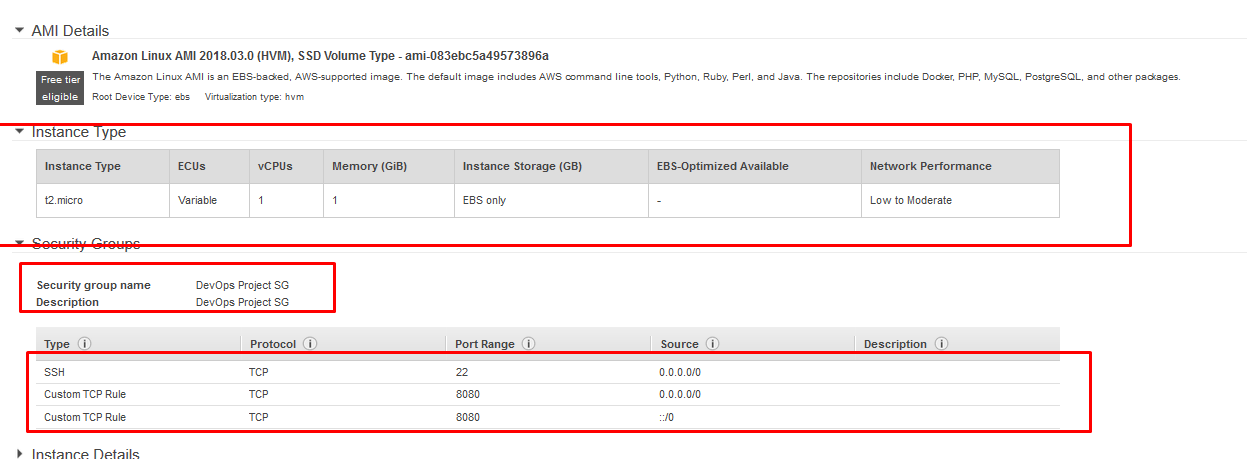 AMI Details
Amazon Linux AMI 2018.03.0 (HVM), SSD Volume Type - ami-083ebc5a49573896a
Free tier eligible
The Amazon Linux AMI is an EBS-backed, AWS-supported image. The default image includes AWS command line tools, Python, Ruby, Perl, and Java. The repositories include Docker, PHP, MySQL, PostgreSQL, and other packages.
Root Device Type: ebs Virtualization type: hvm
Instance Type
Instance Type ECUs vCPUs Memory (GiB) Instance Storage (GB) EBS-Optimized Available Network Performance
t2.micro Variable 1 1 EBS only - Low to Moderate
Security Groups
Security group name DevOps Project SG
Description DevOps Project SG
Type Protocol Port Range Source Description
SSH TCP 22 0.0.0.0/0
Custom TCP Rule TCP 8080 0.0.0.0/0
Custom TCP Rule TCP 8080 ::/0
Instance Details